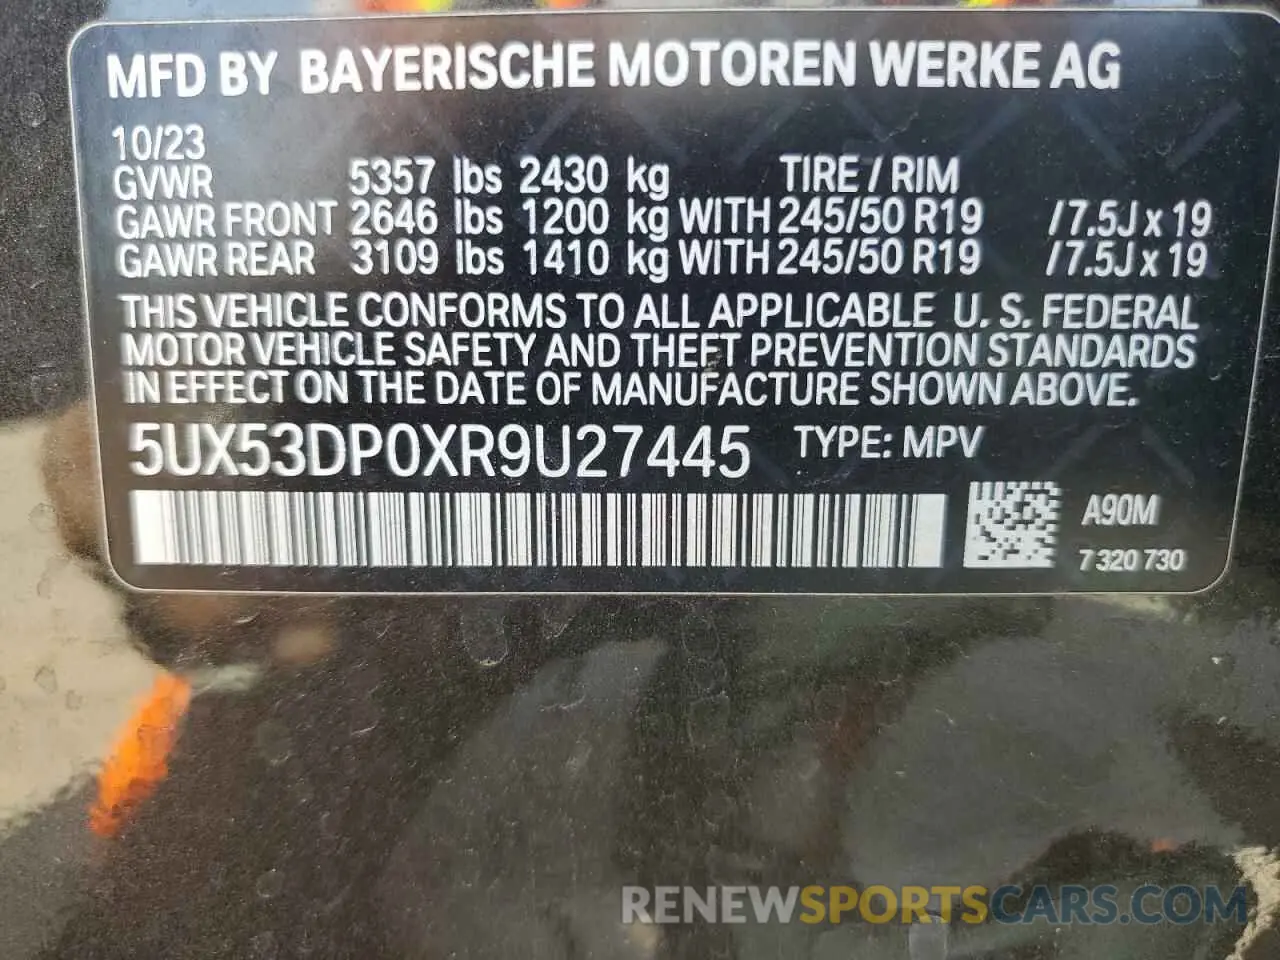 MFD BY BAYERISCHE MOTOREN WERKE AG
10/23
GVWR 5357 lbs 2430 kg TIRE / RIM
GAWR FRONT 2646 lbs 1200 kg WITH 245/50 R19 /7.5J x 19
GAWR REAR 3109 lbs 1410 kg WITH 245/50 R19 /7.5J x 19
THIS VEHICLE CONFORMS TO ALL APPLICABLE U. S. FEDERAL
MOTOR VEHICLE SAFETY AND THEFT PREVENTION STANDARDS
IN EFFECT ON THE DATE OF MANUFACTURE SHOWN ABOVE.
5UX53DP0XR9U27445 TYPE: MPV
A90M
7 320 730
RENEWSPORTSCARS.COM